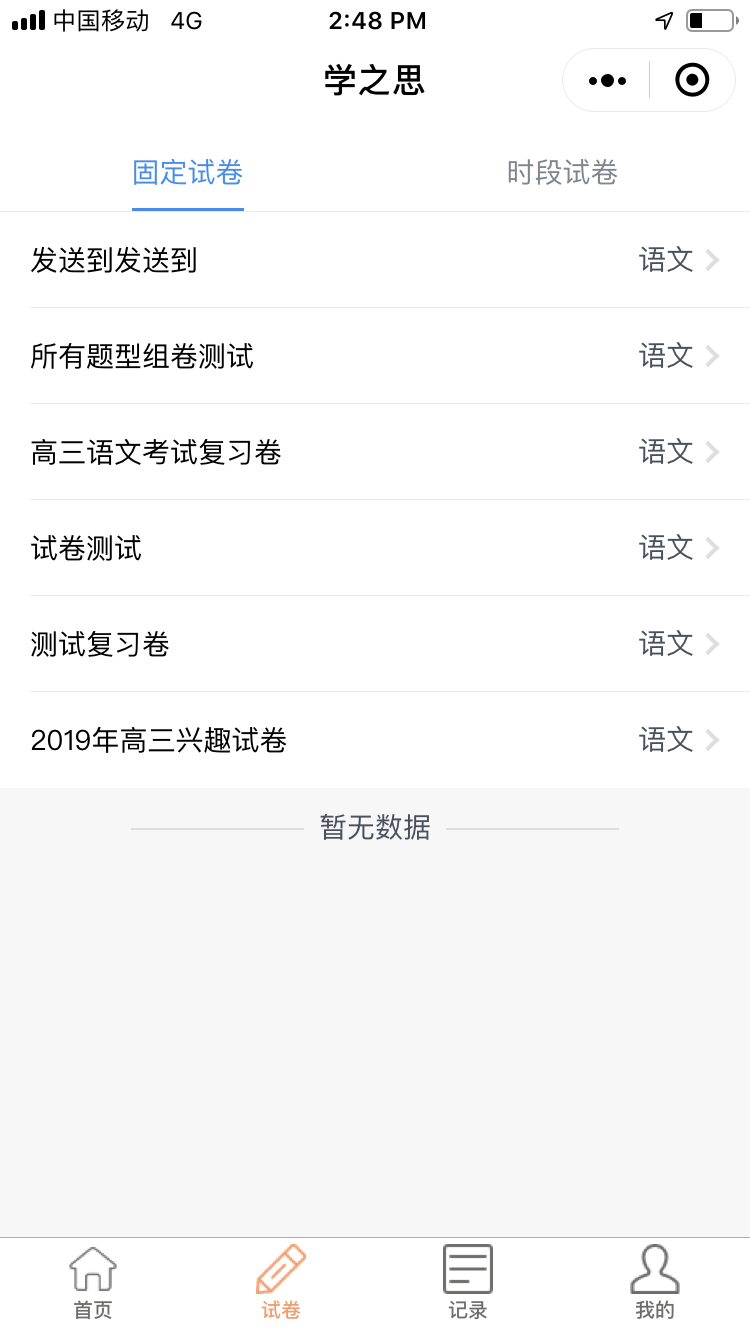 中国移动 4G 2:48 PM
学之思
固定试卷 时段试卷
发送到发送到 语文
所有题型组卷测试 语文
高三语文考试复习卷 语文
试卷测试 语文
测试复习卷 语文
2019年高三兴趣试卷 语文
暂无数据
首页 试卷 记录 我的